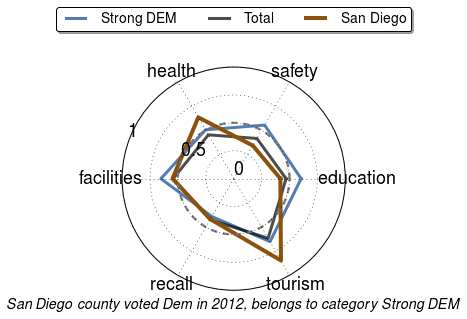 Strong DEM Total San Diego
health safety
1
0.5
0
facilities education
recall tourism
San Diego county voted Dem in 2012, belongs to category Strong DEM